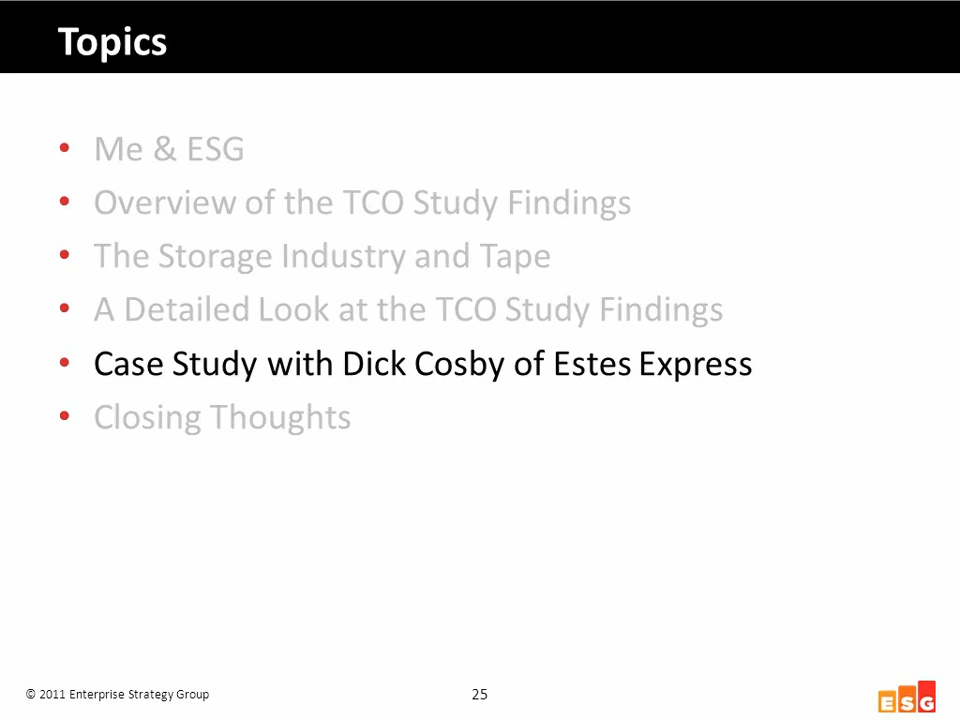 Topics
• Me & ESG
• Overview of the TCO Study Findings
• The Storage Industry and Tape
• A Detailed Look at the TCO Study Findings
• Case Study with Dick Cosby of Estes Express
• Closing Thoughts
© 2011 Enterprise Strategy Group
25
ESG